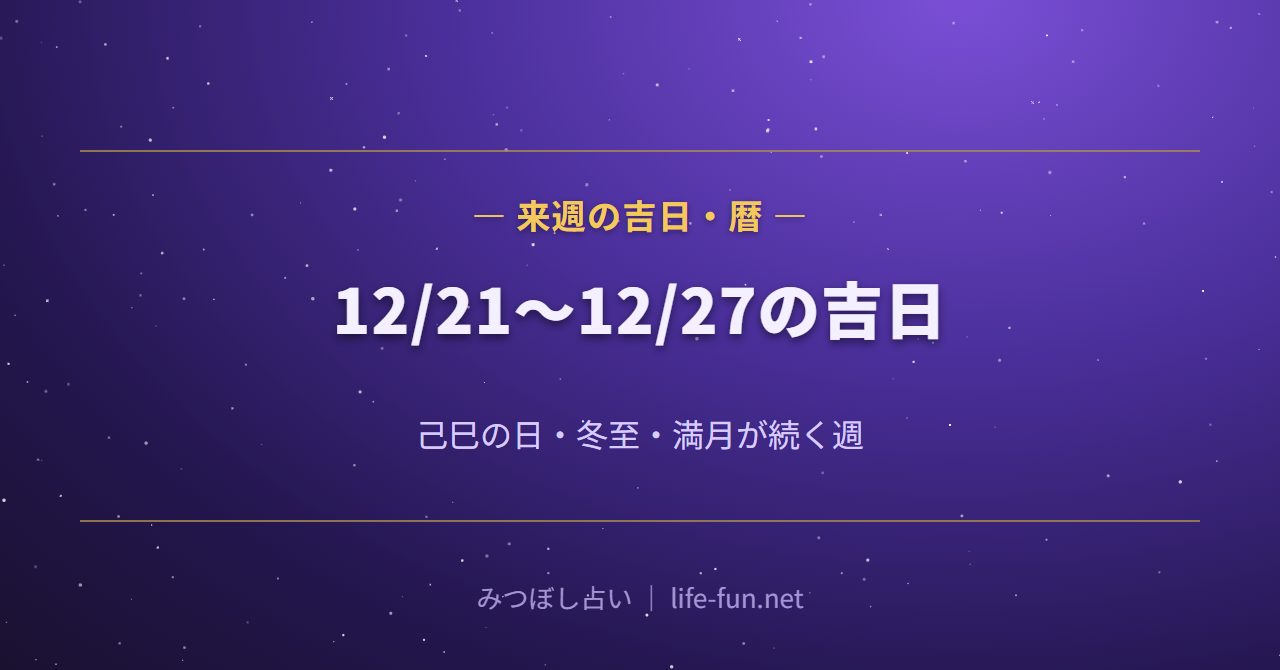 — 来週の吉日・暦 —
12/21〜12/27の吉日
己巳の日・冬至・満月が続く週
みつぼし占い ｜ life-fun.net